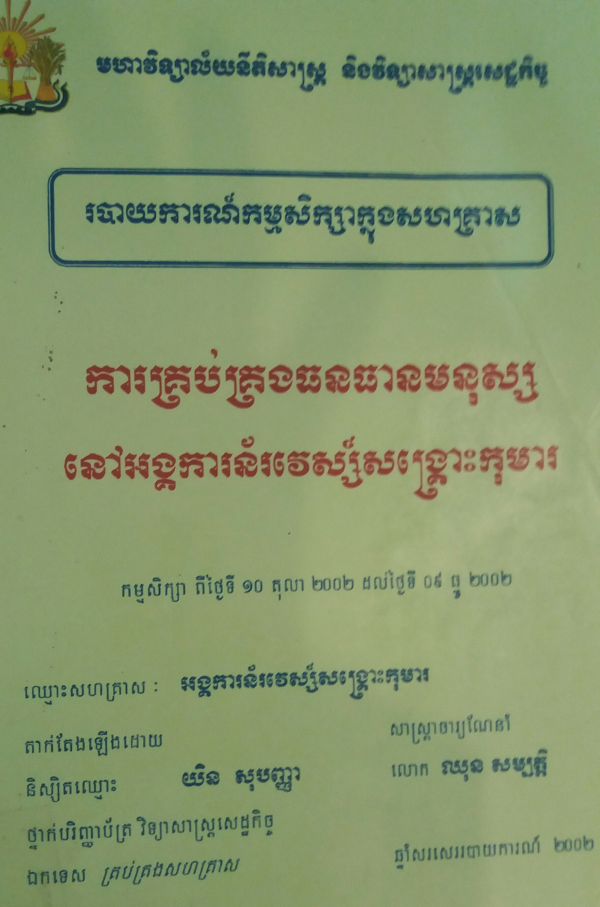 មហាវិទ្យាល័យនីតិសាស្ត្រ និងវិទ្យាសាស្ត្រសេដ្ឋកិច្ច
របាយការណ៍កម្មសិក្សាក្នុងសហគ្រាស
ការគ្រប់គ្រងធនធានមនុស្ស
នៅអង្គការន័រវេស្ស៍សង្គ្រោះកុមារ
កម្មសិក្សា ពីថ្ងៃទី ១០ តុលា ២០០២ ដល់ថ្ងៃទី ០៩ ធ្នូ ២០០២
ឈ្មោះសហគ្រាស : អង្គការន័រវេស្ស៍សង្គ្រោះកុមារ
តាក់តែងឡើងដោយ
សាស្ត្រាចារ្យណែនាំ
និស្សិតឈ្មោះ យិន សុបញ្ញា
លោក ឈុន សម្បត្តិ
ថ្នាក់បរិញ្ញាប័ត្រ វិទ្យាសាស្ត្រសេដ្ឋកិច្ច
ឯកទេស គ្រប់គ្រងសហគ្រាស
ឆ្នាំសរសេររបាយការណ៍ ២០០២